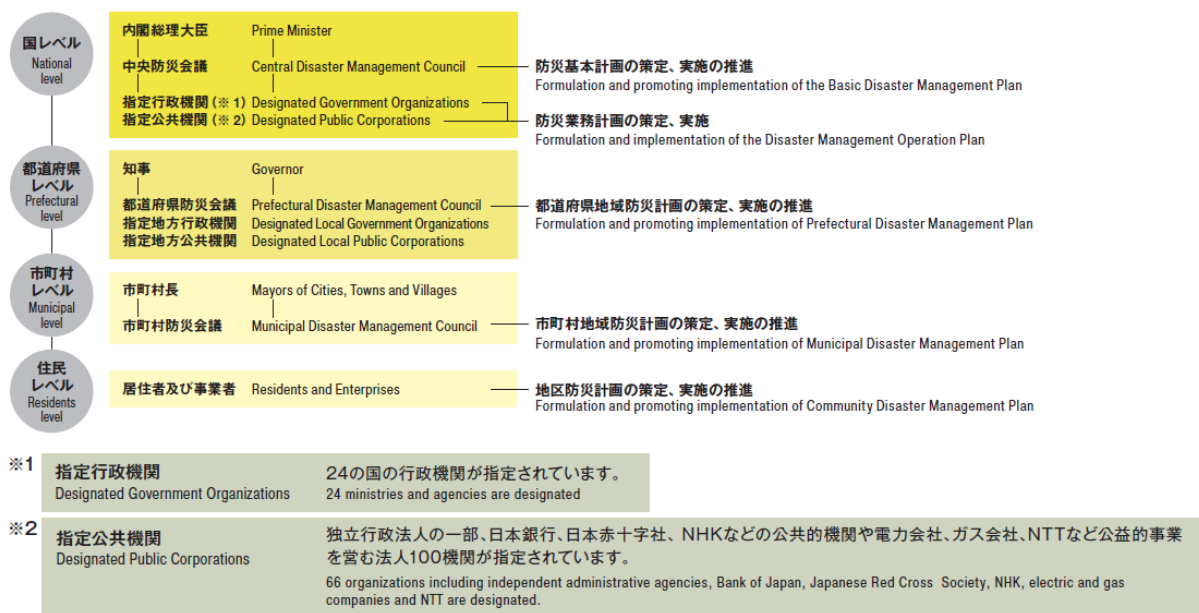 国レベル
National
level
内閣総理大臣 Prime Minister
中央防災会議 Central Disaster Management Council
防災基本計画の策定、実施の推進
Formulation and promoting implementation of the Basic Disaster Management Plan
指定行政機関(※1) Designated Government Organizations
指定公共機関(※2) Designated Public Corporations
防災業務計画の策定、実施
Formulation and implementation of the Disaster Management Operation Plan
都道府県
レベル
Prefectural
level
知事 Governor
都道府県防災会議 Prefectural Disaster Management Council
都道府県地域防災計画の策定、実施の推進
Formulation and promoting implementation of Prefectural Disaster Management Plan
指定地方行政機関 Designated Local Government Organizations
指定地方公共機関 Designated Local Public Corporations
市町村
レベル
Municipal
level
市町村長 Mayors of Cities, Towns and Villages
市町村防災会議 Municipal Disaster Management Council
市町村地域防災計画の策定、実施の推進
Formulation and promoting implementation of Municipal Disaster Management Plan
住民
レベル
Residents
level
居住者及び事業者 Residents and Enterprises
地区防災計画の策定、実施の推進
Formulation and promoting implementation of Community Disaster Management Plan
※1 指定行政機関 24の国の行政機関が指定されています。
Designated Government Organizations 24 ministries and agencies are designated
※2 指定公共機関 独立行政法人の一部、日本銀行、日本赤十字社、NHKなどの公共的機関や電力会社、ガス会社、NTTなど公益的事業
Designated Public Corporations を営む法人100機関が指定されています。
66 organizations including independent administrative agencies, Bank of Japan, Japanese Red Cross Society, NHK, electric and gas
companies and NTT are designated.